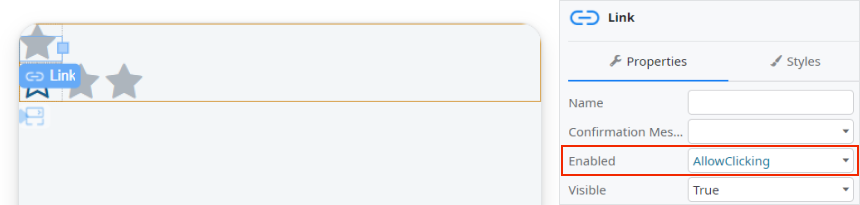 Link
Link
Properties
Styles
Name
Confirmation Mes...
Enabled
AllowClicking
Visible
True